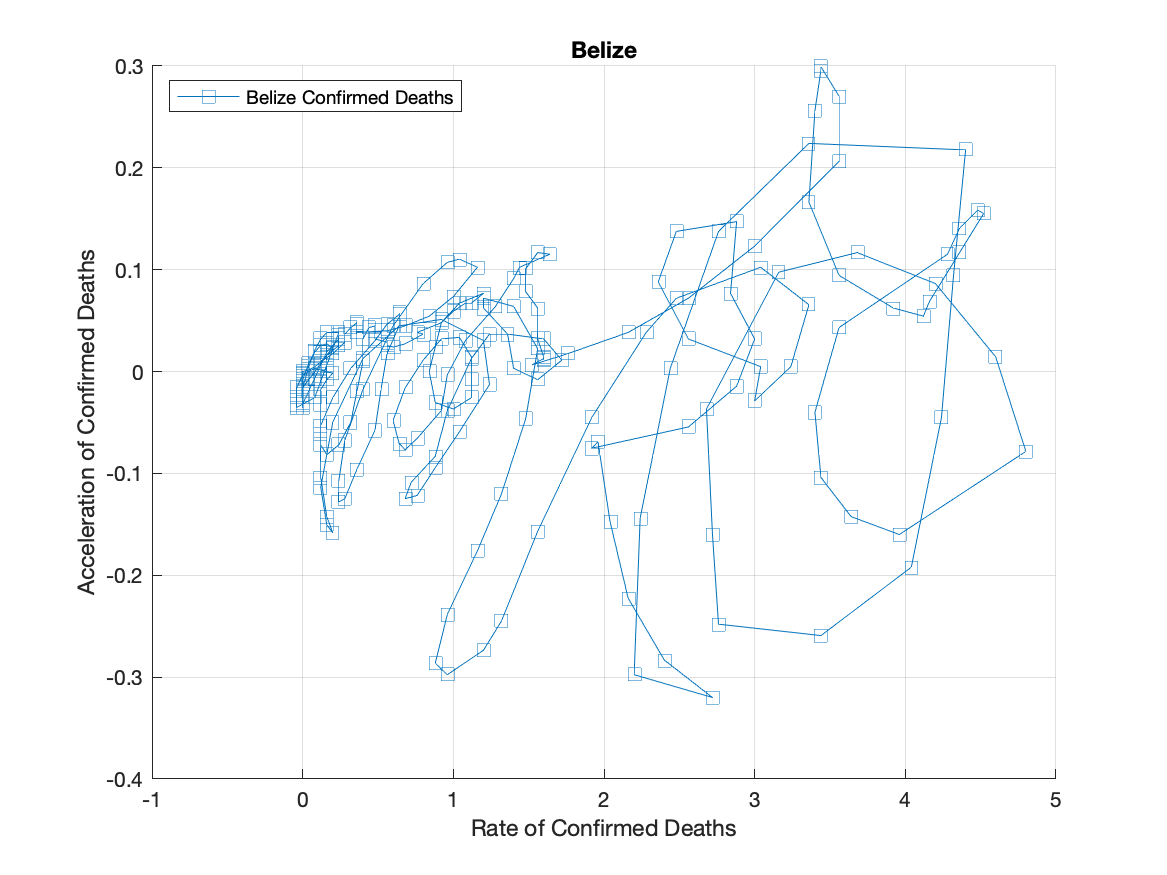 Belize
Belize Confirmed Deaths
Acceleration of Confirmed Deaths
0.3
0.2
0.1
0
-0.1
-0.2
-0.3
-0.4
-1 0 1 2 3 4 5
Rate of Confirmed Deaths